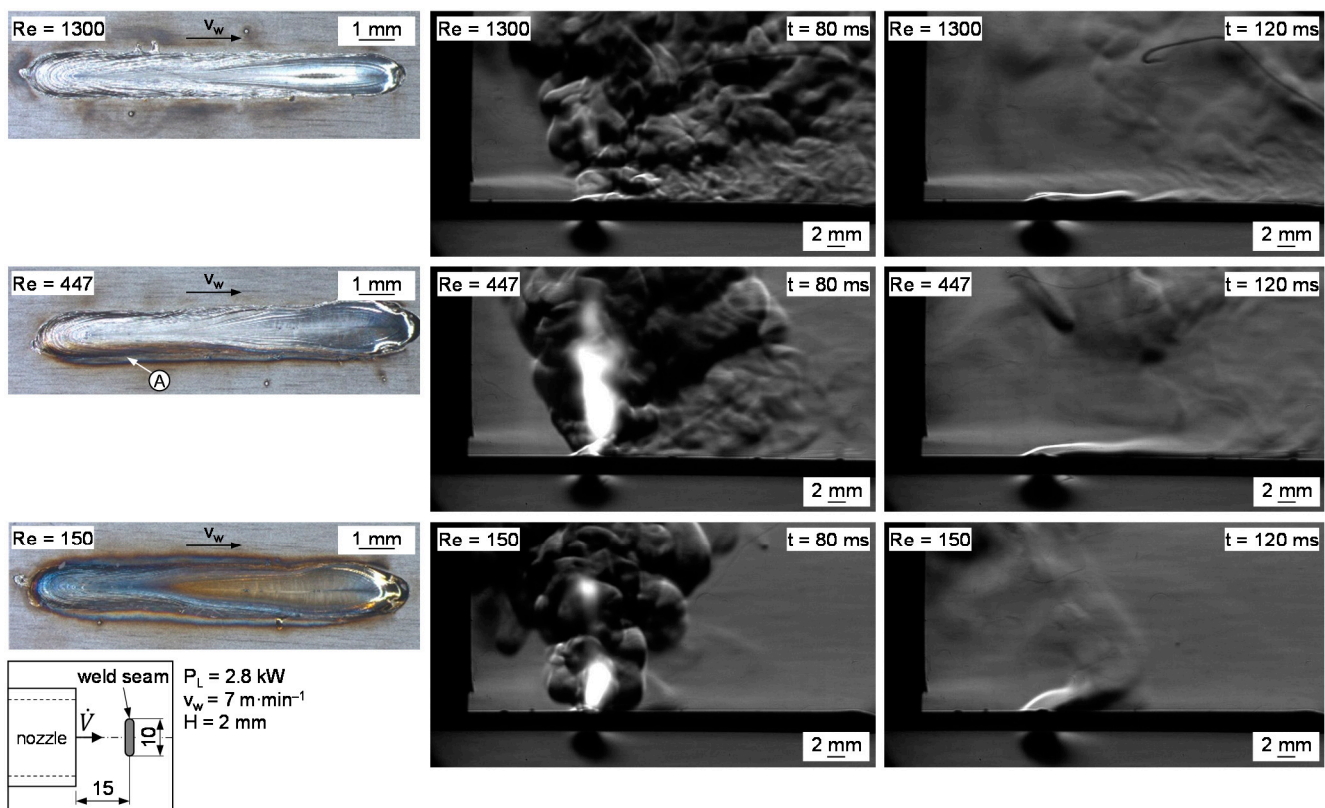 Re = 1300
v_w
1 mm
Re = 1300
t = 80 ms
2 mm
Re = 1300
t = 120 ms
2 mm
Re = 447
v_w
1 mm
A
Re = 447
t = 80 ms
2 mm
Re = 447
t = 120 ms
2 mm
Re = 150
v_w
1 mm
Re = 150
t = 80 ms
2 mm
Re = 150
t = 120 ms
2 mm
weld seam
nozzle
V̇
10
15
P_L = 2.8 kW
v_w = 7 m·min⁻¹
H = 2 mm